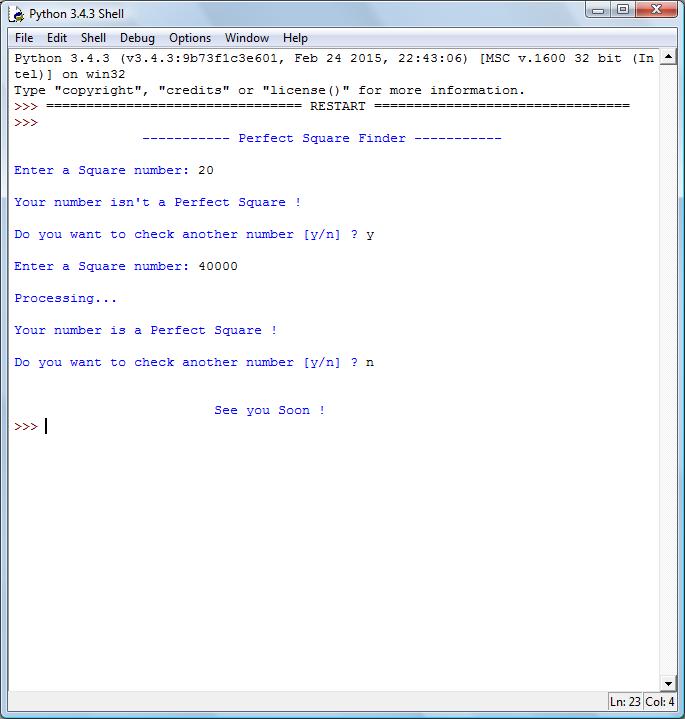 Python 3.4.3 Shell
File Edit Shell Debug Options Window Help
Python 3.4.3 (v3.4.3:9b73f1c3e601, Feb 24 2015, 22:43:06) [MSC v.1600 32 bit (In
tel)] on win32
Type "copyright", "credits" or "license()" for more information.
>>> ================================ RESTART ================================
>>>
----------- Perfect Square Finder -----------
Enter a Square number: 20
Your number isn't a Perfect Square !
Do you want to check another number [y/n] ? y
Enter a Square number: 40000
Processing...
Your number is a Perfect Square !
Do you want to check another number [y/n] ? n
See you Soon !
>>>
Ln: 23 Col: 4